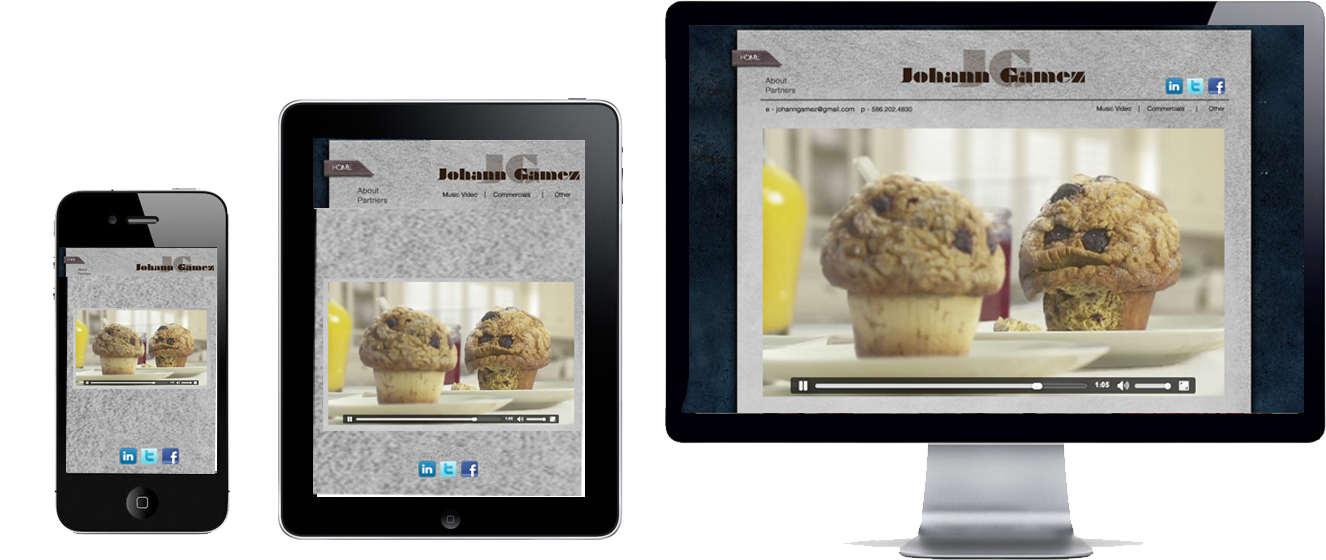 JG
Johann Gamez
About
Partners
in t f
HOME
JG
Johann Gamez
About
Partners
Music Video | Commercials | Other
1:05
in t f
HOME
JG
Johann Gamez
About
Partners
in t f
e - johanngamez@gmail.com p - 586.202.4830
Music Video | Commercials | Other
1:05